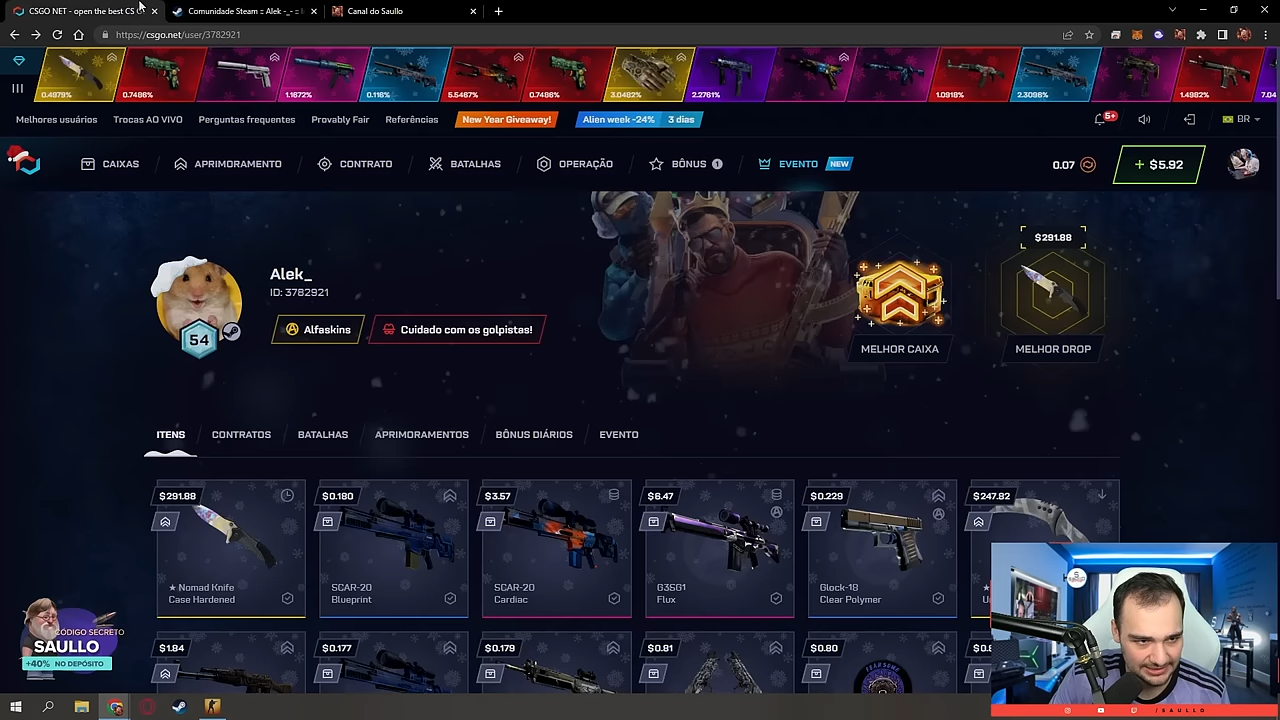 CSGO NET - open the best CS G
Comunidade Steam :: Alek -_- ::
Canal do Saullo
https://csgo.net/user/3782921
0.4979%
0.7486%
1.1672%
0.116%
5.5467%
0.7486%
3.0482%
2.2761%
1.0918%
2.3096%
1.4982%
7.04
Melhores usuários
Trocas AO VIVO
Perguntas frequentes
Provably Fair
Referências
New Year Giveaway!
Alien week -24%
3 dias
5+
BR
CAIXAS
APRIMORAMENTO
CONTRATO
BATALHAS
OPERAÇÃO
BÔNUS 1
EVENTO NEW
0.07
+ $5.92
$291.88
Alek_
ID: 3782921
54
Alfaskins
Cuidado com os golpistas!
MELHOR CAIXA
MELHOR DROP
ITENS
CONTRATOS
BATALHAS
APRIMORAMENTOS
BÔNUS DIÁRIOS
EVENTO
$291.88
★ Nomad Knife
Case Hardened
$0.180
SCAR-20
Blueprint
$3.57
SCAR-20
Cardiac
$6.47
G3SG1
Flux
$0.229
Glock-18
Clear Polymer
$247.82
$1.84
$0.177
$0.179
$0.81
$0.80
CÓDIGO SECRETO
SAULLO
+40% NO DEPÓSITO
/SAULLO